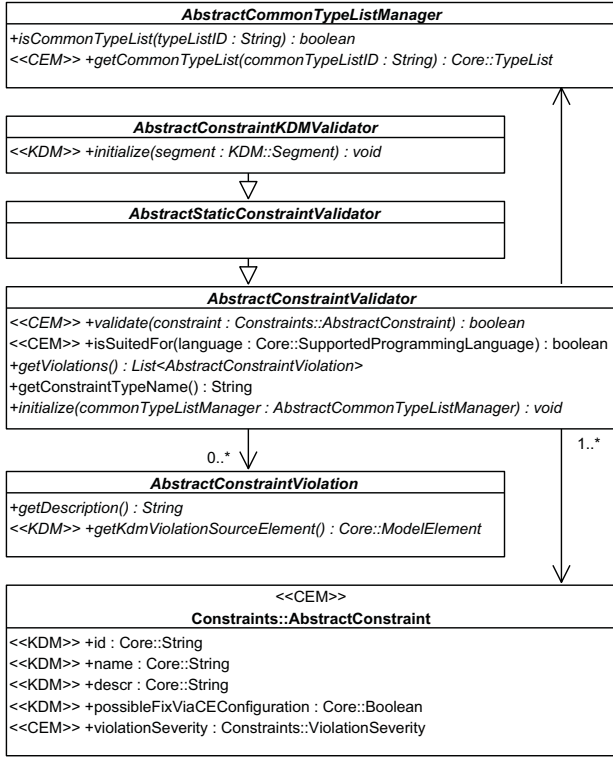 AbstractCommonTypeListManager
+isCommonTypeList(typeListID : String) : boolean
<<CEM>> +getCommonTypeList(commonTypeListID : String) : Core::TypeList
AbstractConstraintKDMValidator
<<KDM>> +initialize(segment : KDM::Segment) : void
AbstractStaticConstraintValidator
AbstractConstraintValidator
<<CEM>> +validate(constraint : Constraints::AbstractConstraint) : boolean
<<CEM>> +isSuitedFor(language : Core::SupportedProgrammingLanguage) : boolean
+getViolations() : List<AbstractConstraintViolation>
+getConstraintTypeName() : String
+initialize(commonTypeListManager : AbstractCommonTypeListManager) : void
0..*
1..*
AbstractConstraintViolation
+getDescription() : String
<<KDM>> +getKdmViolationSourceElement() : Core::ModelElement
<<CEM>>
Constraints::AbstractConstraint
<<KDM>> +id : Core::String
<<KDM>> +name : Core::String
<<KDM>> +descr : Core::String
<<KDM>> +possibleFixViaCEConfiguration : Core::Boolean
<<CEM>> +violationSeverity : Constraints::ViolationSeverity